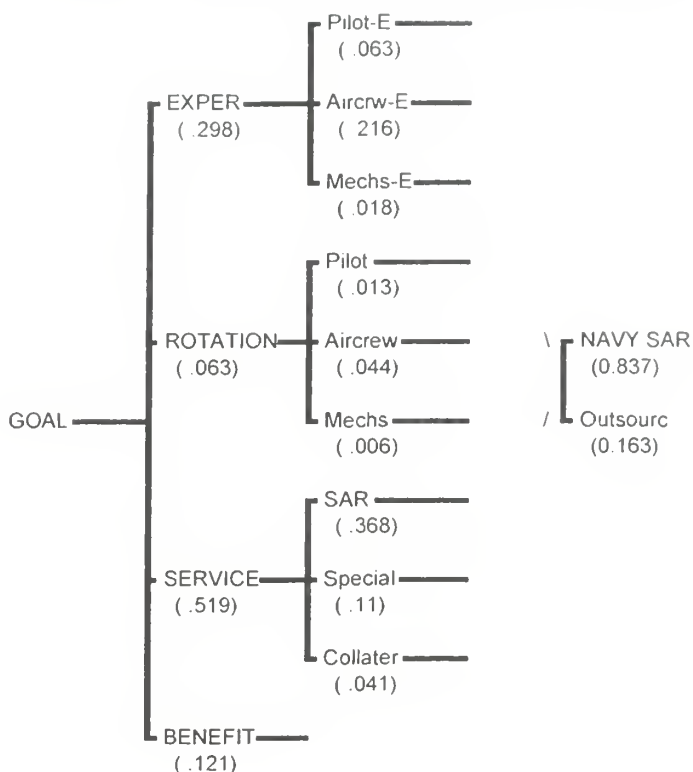 Pilot-E
( .063)
EXPER
( .298)
Aircrw-E
( 216)
Mechs-E
( .018)
Pilot
( .013)
ROTATION
( .063)
Aircrew
( .044)
\ NAVY SAR
(0.837)
GOAL
Mechs
( .006)
/ Outsourc
(0.163)
SAR
( .368)
SERVICE
( .519)
Special
( .11)
Collater
( .041)
BENEFIT
( .121)